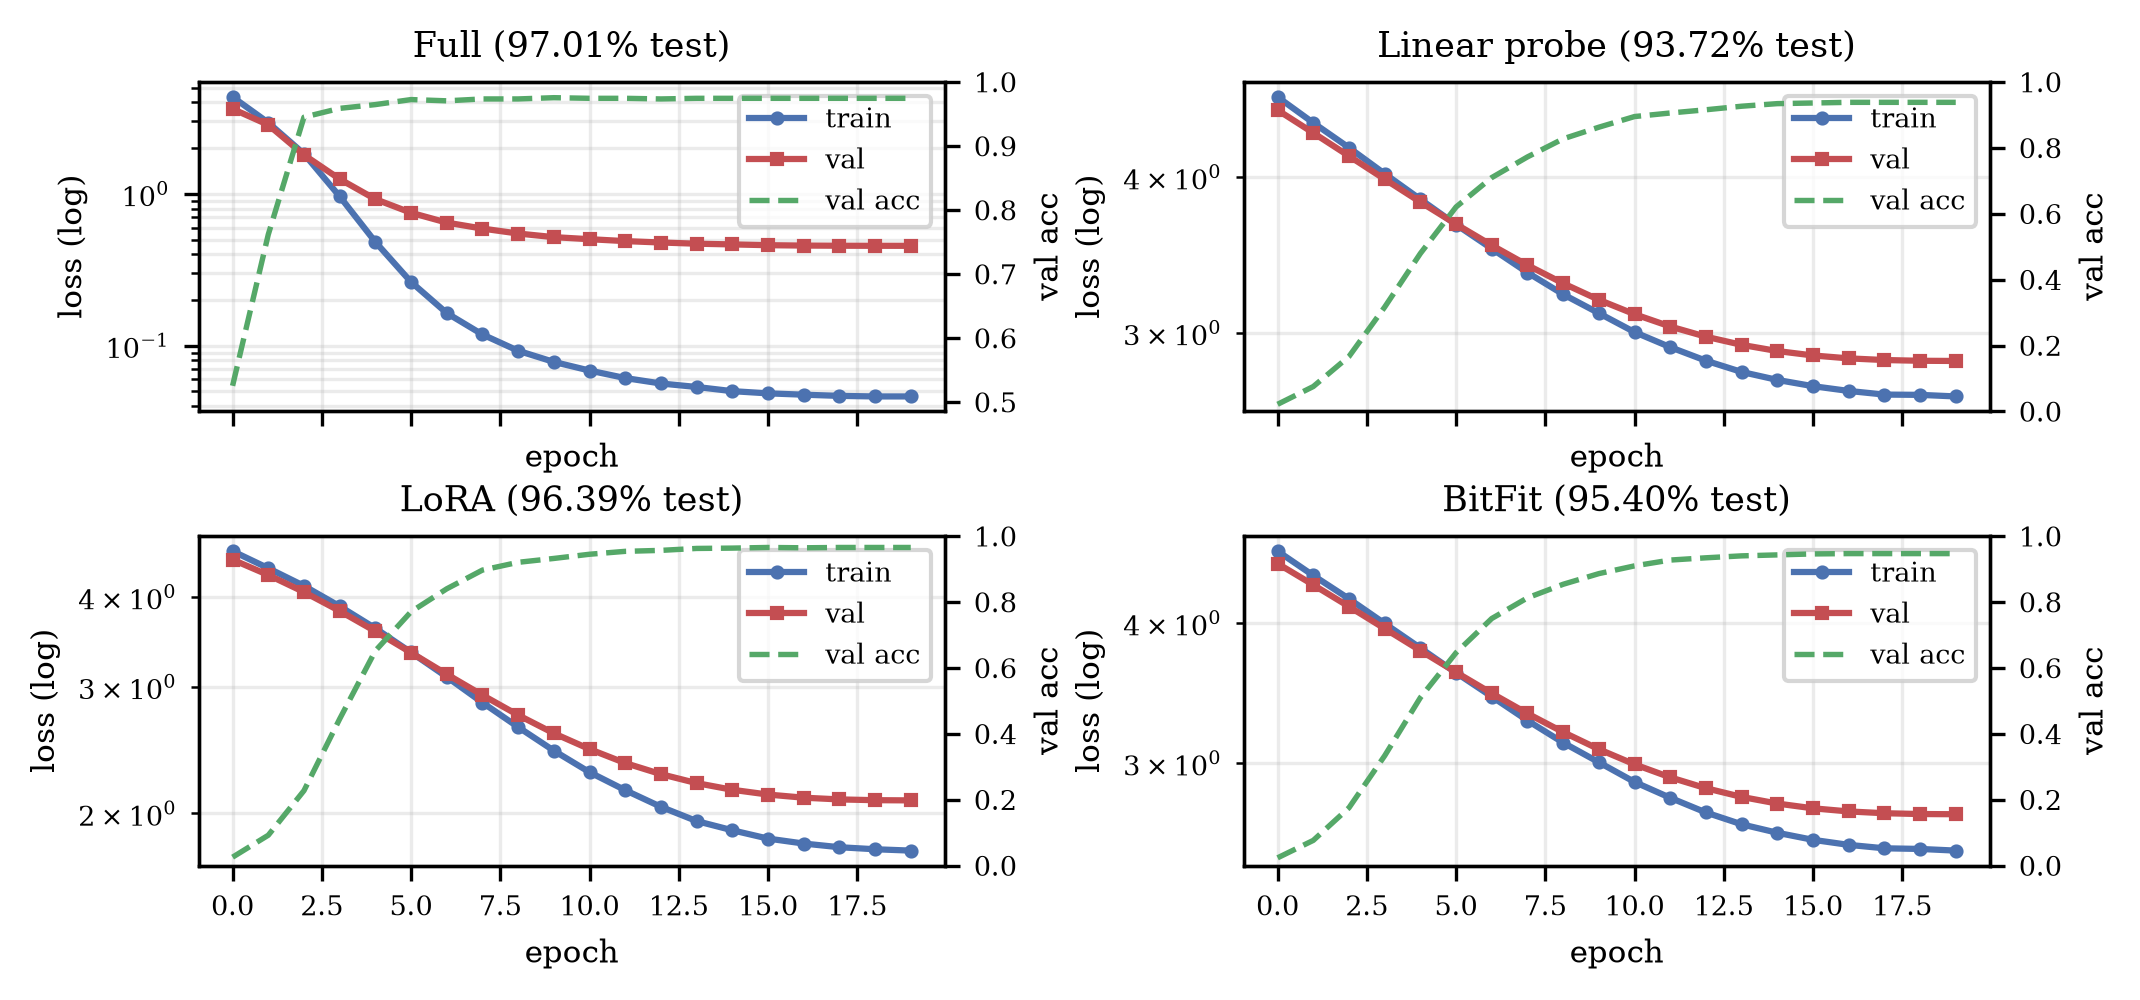 Full (97.01% test)
loss (log)
10⁰
10⁻¹
1.0
0.9
0.8
0.7
0.6
0.5
val acc
train
val
val acc
epoch
Linear probe (93.72% test)
loss (log)
4 × 10⁰
3 × 10⁰
1.0
0.8
0.6
0.4
0.2
0.0
val acc
train
val
val acc
epoch
LoRA (96.39% test)
loss (log)
4 × 10⁰
3 × 10⁰
2 × 10⁰
1.0
0.8
0.6
0.4
0.2
0.0
val acc
train
val
val acc
0.0 2.5 5.0 7.5 10.0 12.5 15.0 17.5
epoch
BitFit (95.40% test)
loss (log)
4 × 10⁰
3 × 10⁰
1.0
0.8
0.6
0.4
0.2
0.0
val acc
train
val
val acc
0.0 2.5 5.0 7.5 10.0 12.5 15.0 17.5
epoch